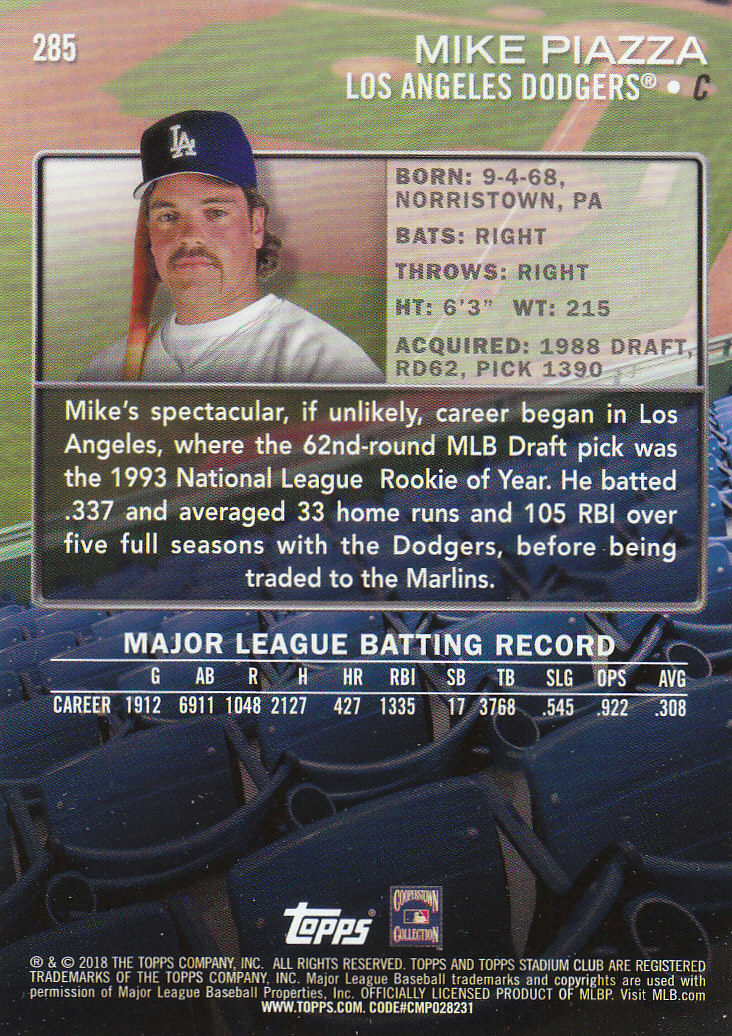 285
MIKE PIAZZA
LOS ANGELES DODGERS® • C
LA
BORN: 9-4-68,
NORRISTOWN, PA
BATS: RIGHT
THROWS: RIGHT
HT: 6'3" WT: 215
ACQUIRED: 1988 DRAFT,
RD62, PICK 1390
Mike's spectacular, if unlikely, career began in Los
Angeles, where the 62nd-round MLB Draft pick was
the 1993 National League Rookie of Year. He batted
.337 and averaged 33 home runs and 105 RBI over
five full seasons with the Dodgers, before being
traded to the Marlins.
MAJOR LEAGUE BATTING RECORD
G AB R H HR RBI SB TB SLG OPS AVG
CAREER 1912 6911 1048 2127 427 1335 17 3768 .545 .922 .308
TOPPS®
COOPERSTOWN
COLLECTION
® & © 2018 THE TOPPS COMPANY, INC. ALL RIGHTS RESERVED. TOPPS AND TOPPS STADIUM CLUB ARE REGISTERED
TRADEMARKS OF THE TOPPS COMPANY, INC. Major League Baseball trademarks and copyrights are used with
permission of Major League Baseball Properties, Inc. OFFICIALLY LICENSED PRODUCT OF MLBP. Visit MLB.com
WWW.TOPPS.COM. CODE#CMP028231